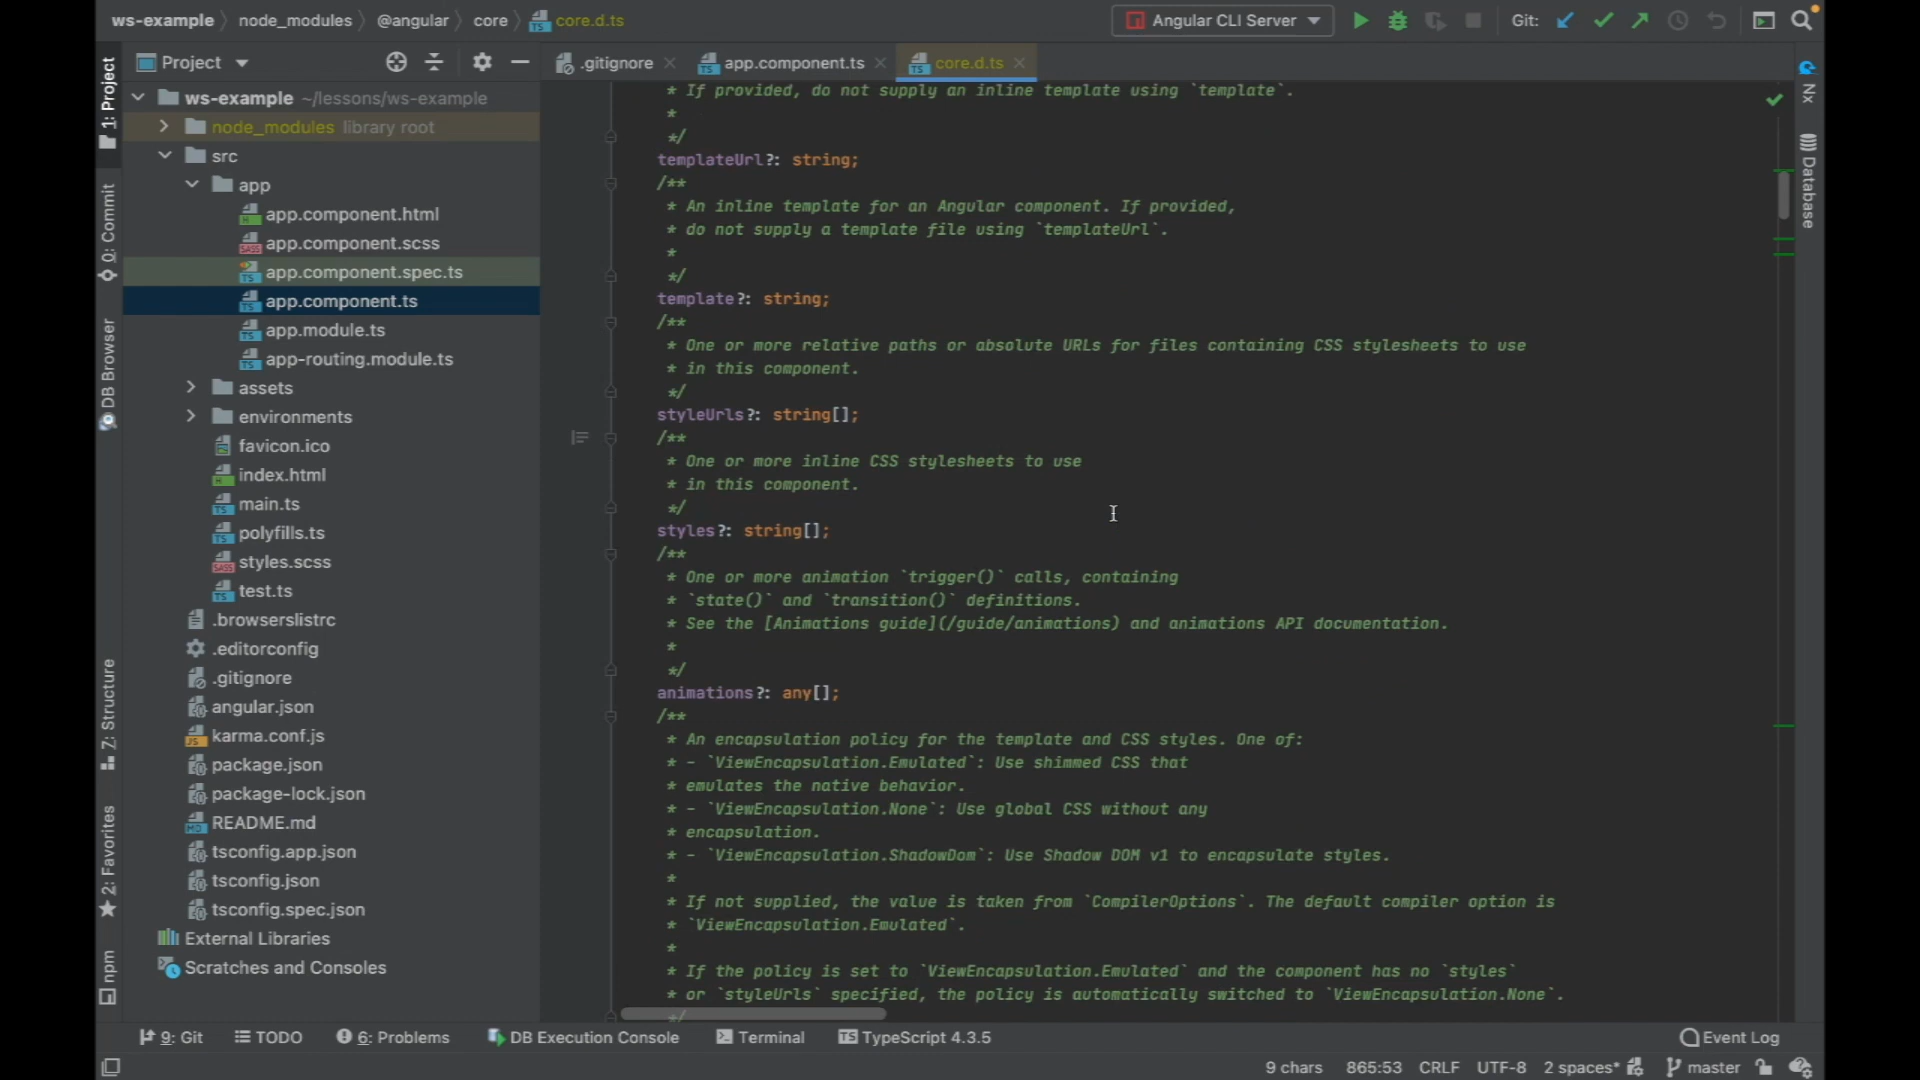 ws-example node_modules @angular core core.d.ts Angular CLI Server Git:
1: Project
0: Commit
DB Browser
Z: Structure
2: Favorites
npm
Project
ws-example ~/lessons/ws-example
node_modules library root
src
app
app.component.html
app.component.scss
app.component.spec.ts
app.component.ts
app.module.ts
app-routing.module.ts
assets
environments
favicon.ico
index.html
main.ts
polyfills.ts
styles.scss
test.ts
.browserslistrc
.editorconfig
.gitignore
angular.json
karma.conf.js
package.json
package-lock.json
README.md
tsconfig.app.json
tsconfig.json
tsconfig.spec.json
External Libraries
Scratches and Consoles
.gitignore app.component.ts core.d.ts
* If provided, do not supply an inline template using `template`.
*
*/
templateUrl?: string;
/**
* An inline template for an Angular component. If provided,
* do not supply a template file using `templateUrl`.
*
*/
template?: string;
/**
* One or more relative paths or absolute URLs for files containing CSS stylesheets to use
* in this component.
*/
styleUrls?: string[];
/**
* One or more inline CSS stylesheets to use
* in this component.
*/
styles?: string[];
/**
* One or more animation `trigger()` calls, containing
* `state()` and `transition()` definitions.
* See the [Animations guide](/guide/animations) and animations API documentation.
*
*/
animations?: any[];
/**
* An encapsulation policy for the template and CSS styles. One of:
* - `ViewEncapsulation.Emulated`: Use shimmed CSS that
* emulates the native behavior.
* - `ViewEncapsulation.None`: Use global CSS without any
* encapsulation.
* - `ViewEncapsulation.ShadowDom`: Use Shadow DOM v1 to encapsulate styles.
*
* If not supplied, the value is taken from `CompilerOptions`. The default compiler option is
* `ViewEncapsulation.Emulated`.
*
* If the policy is set to `ViewEncapsulation.Emulated` and the component has no `styles`
* or `styleUrls` specified, the policy is automatically switched to `ViewEncapsulation.None`.
*/
Nx
Database
9: Git TODO 6: Problems DB Execution Console Terminal TypeScript 4.3.5 Event Log
9 chars 865:53 CRLF UTF-8 2 spaces* master